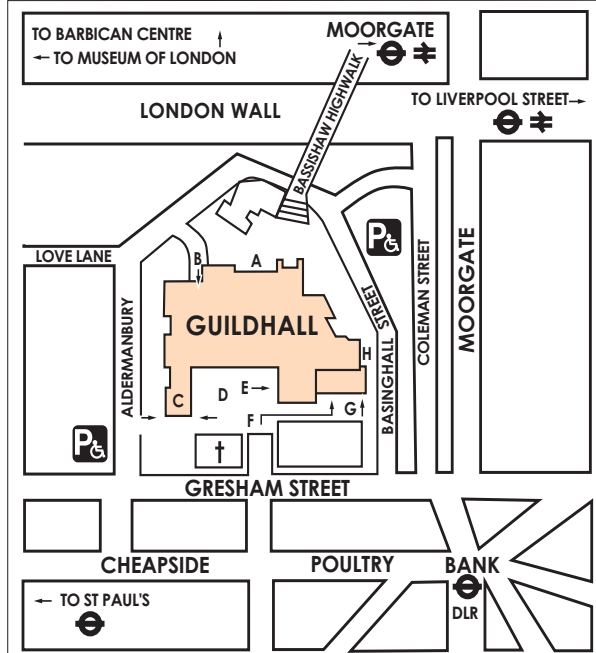 TO BARBICAN CENTRE ↑
← TO MUSEUM OF LONDON
MOORGATE
→
LONDON WALL
BASSISHAW HIGHWALK
TO LIVERPOOL STREET→
P
LOVE LANE
B
↓
A
GUILDHALL
ALDERMANBURY
BASINGHALL STREET
COLEMAN STREET
MOORGATE
H
E →
D
C
→
←
F
G
↑
↑
P
GRESHAM STREET
CHEAPSIDE
POULTRY
BANK
← TO ST PAUL'S
DLR